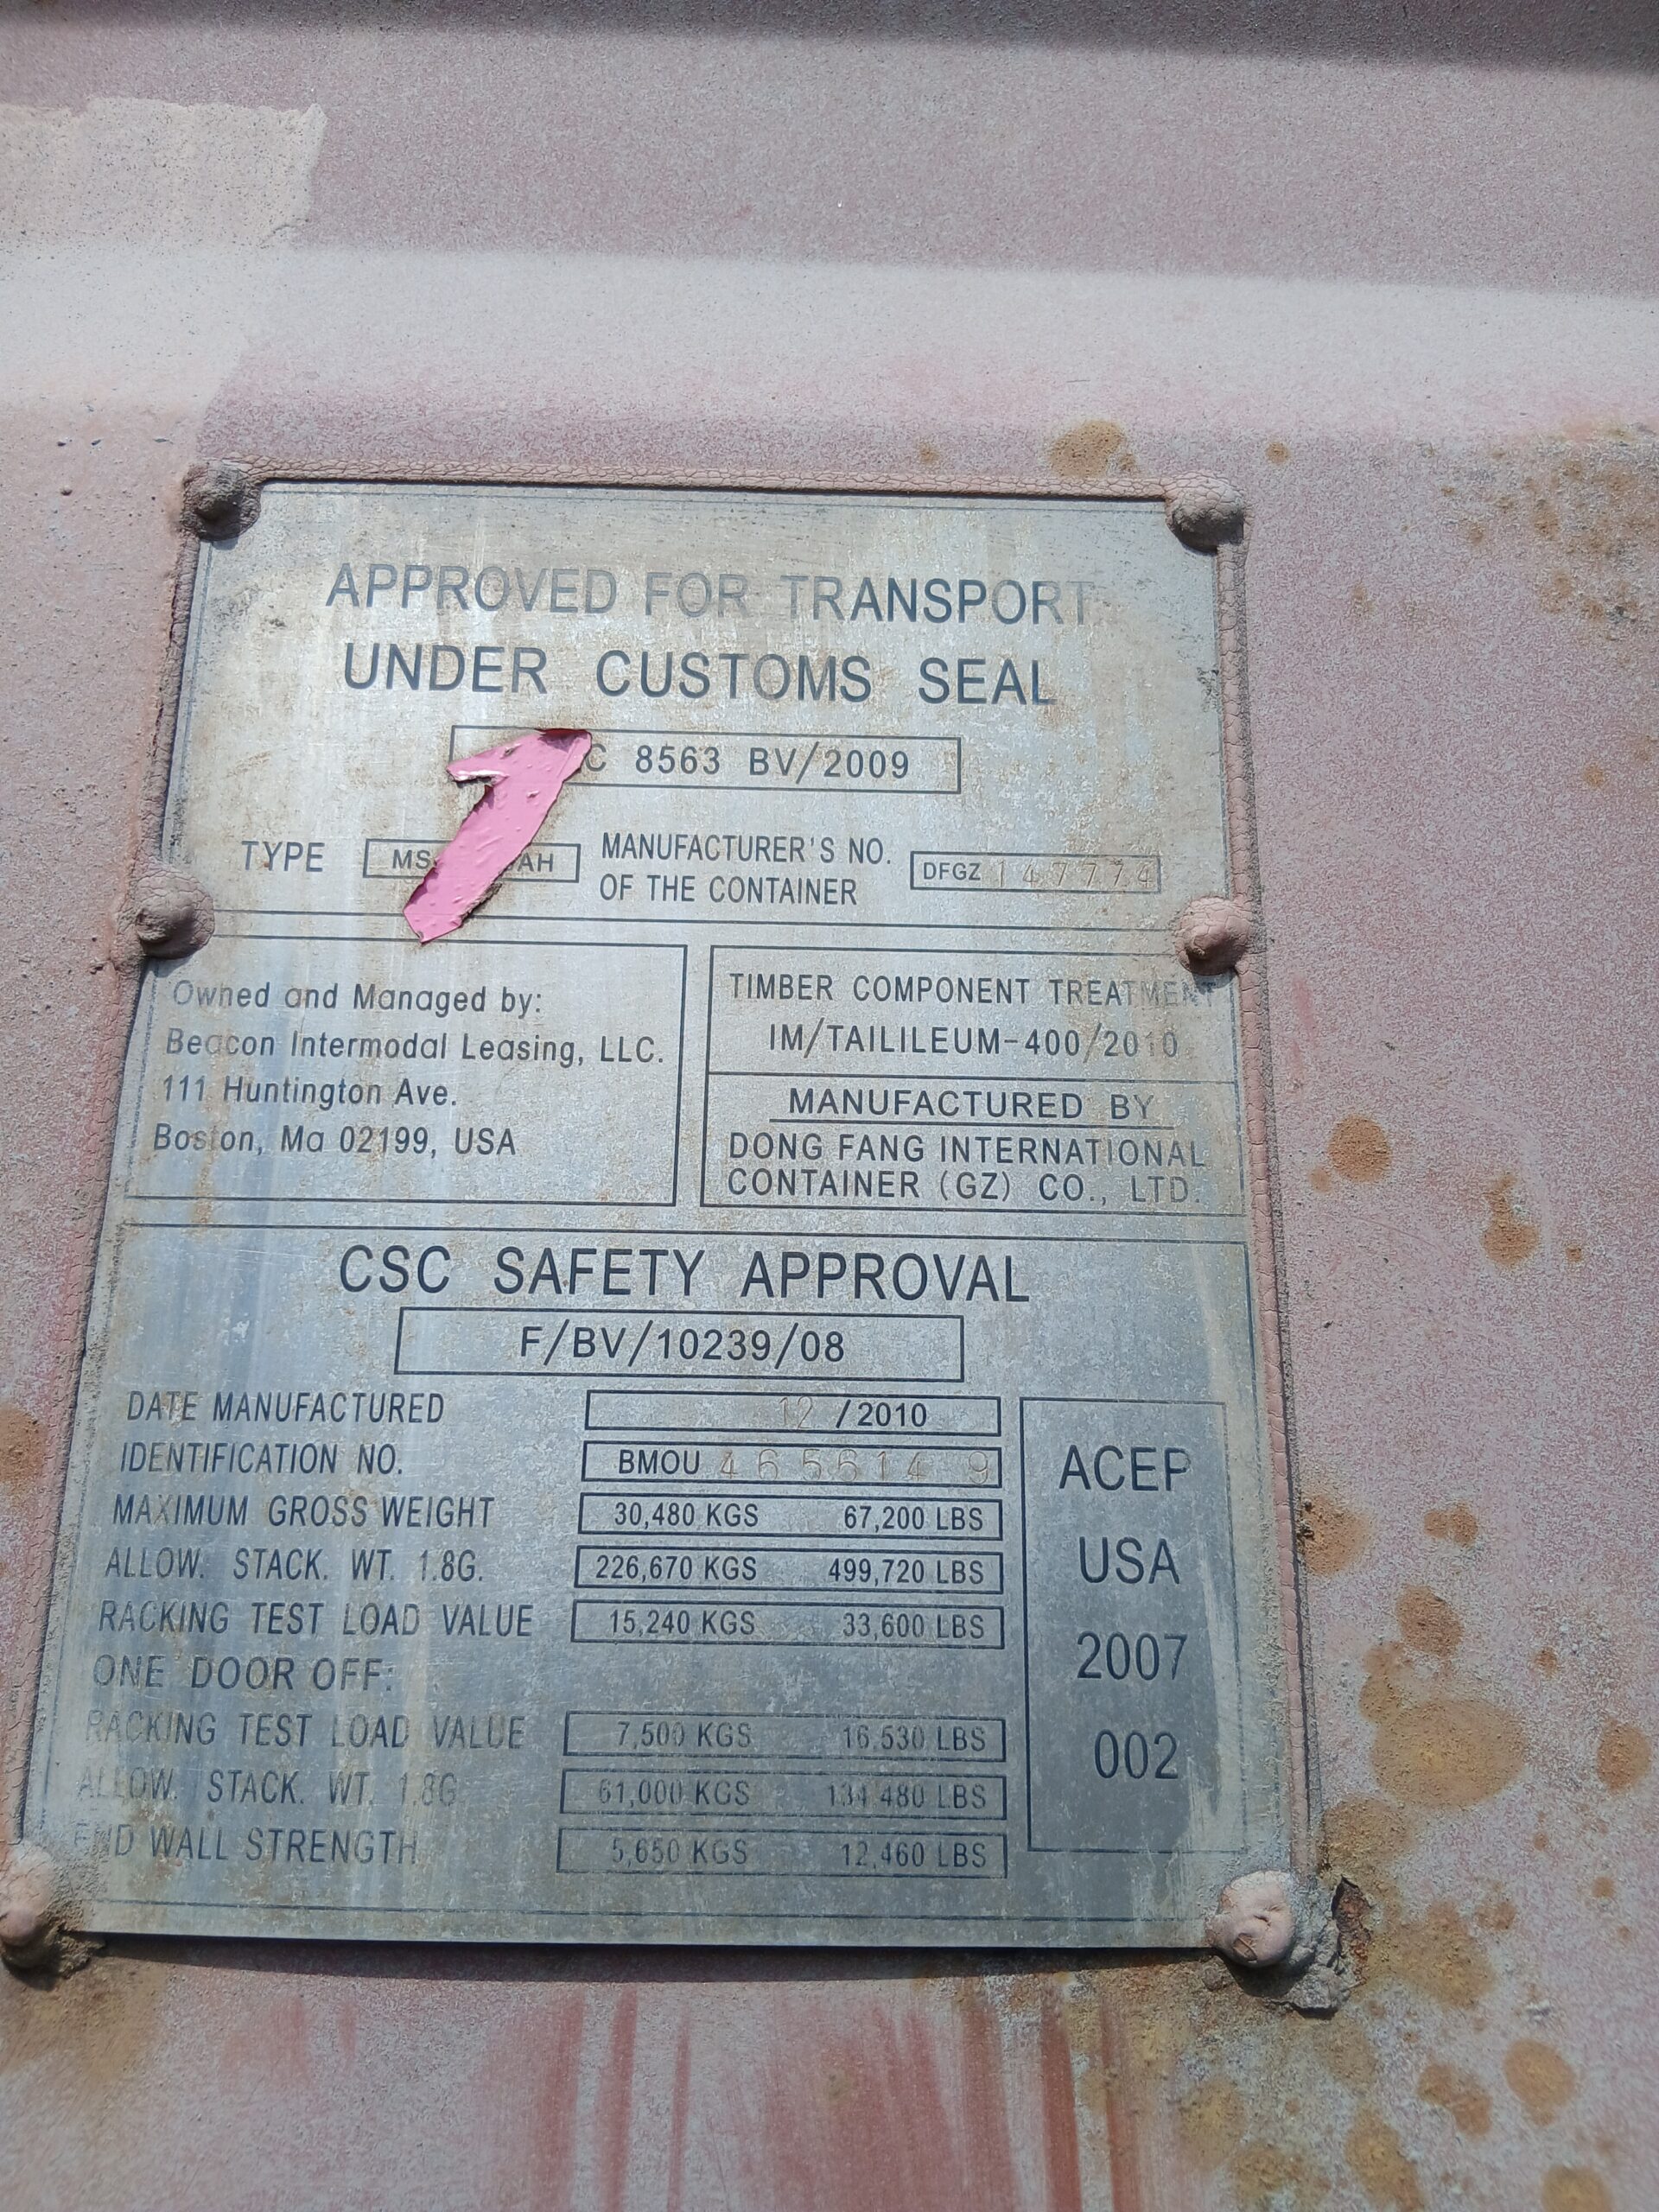 APPROVED FOR TRANSPORT
UNDER CUSTOMS SEAL
8563 BV/2009
TYPE
MANUFACTURER'S NO.
OF THE CONTAINER
DFGZ 147774
Owned and Managed by:
Beacon Intermodal Leasing, LLC.
111 Huntington Ave.
Boston, Ma 02199, USA
TIMBER COMPONENT TREATMENT
IM/TAILILEUM-400/2010
MANUFACTURED BY
DONG FANG INTERNATIONAL
CONTAINER (GZ) CO., LTD.
CSC SAFETY APPROVAL
F/BV/10239/08
DATE MANUFACTURED 12 /2010
IDENTIFICATION NO. BMOU 465614 9
MAXIMUM GROSS WEIGHT 30,480 KGS 67,200 LBS
ALLOW. STACK. WT. 1.8G. 226,670 KGS 499,720 LBS
RACKING TEST LOAD VALUE 15,240 KGS 33,600 LBS
ONE DOOR OFF:
RACKING TEST LOAD VALUE 7,500 KGS 16,530 LBS
ALLOW. STACK. WT. 1.8G. 61,000 KGS 134,480 LBS
END WALL STRENGTH 5,650 KGS 12,460 LBS
ACEP
USA
2007
002